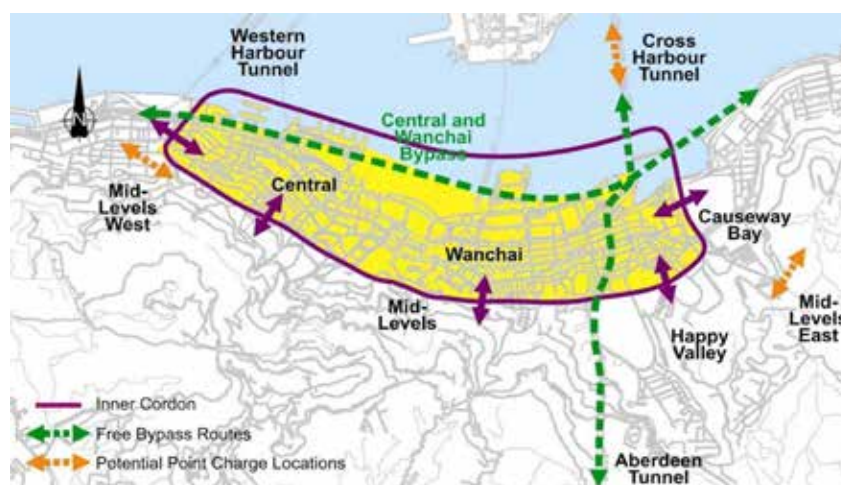 Western
Harbour
Tunnel
Cross
Harbour
Tunnel
N
Central and
Wanchai
Bypass
Central
Mid-
Levels
West
Causeway
Bay
Wanchai
Mid-
Levels
Mid-
Levels
East
Happy
Valley
Inner Cordon
Free Bypass Routes
Potential Point Charge Locations
Aberdeen
Tunnel